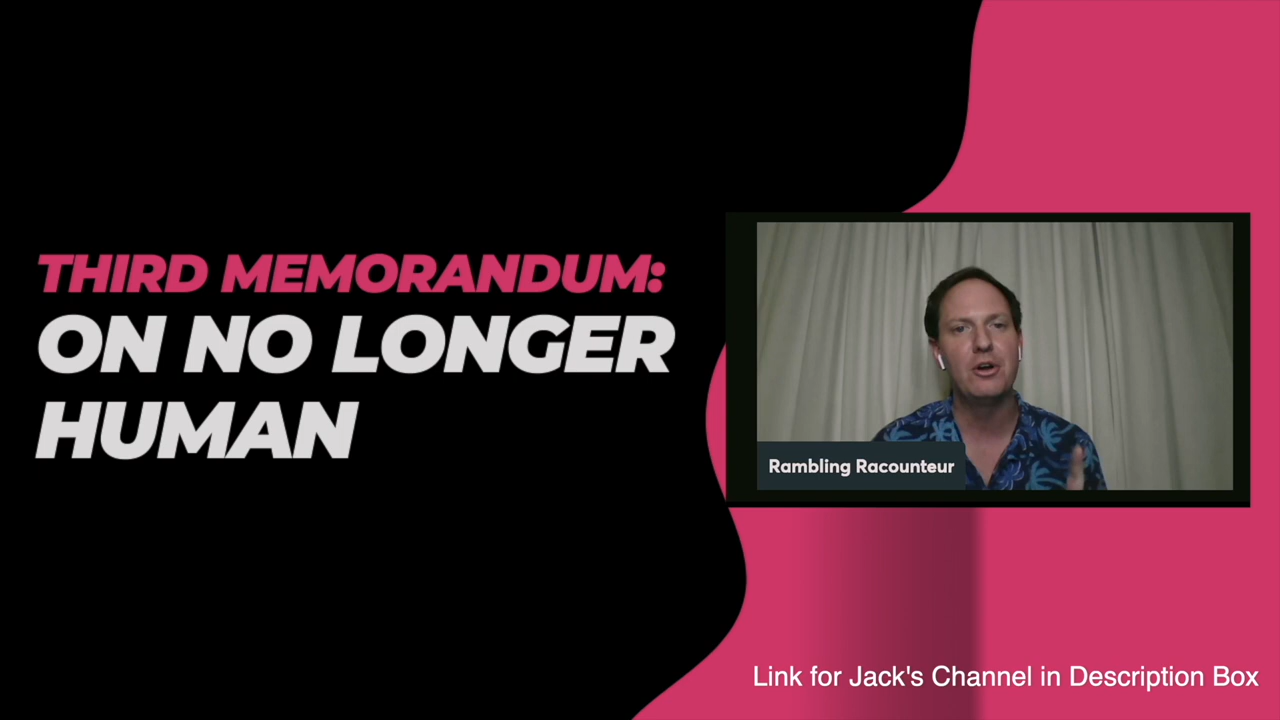 THIRD MEMORANDUM:
ON NO LONGER
HUMAN
Rambling Racounteur
Link for Jack's Channel in Description Box